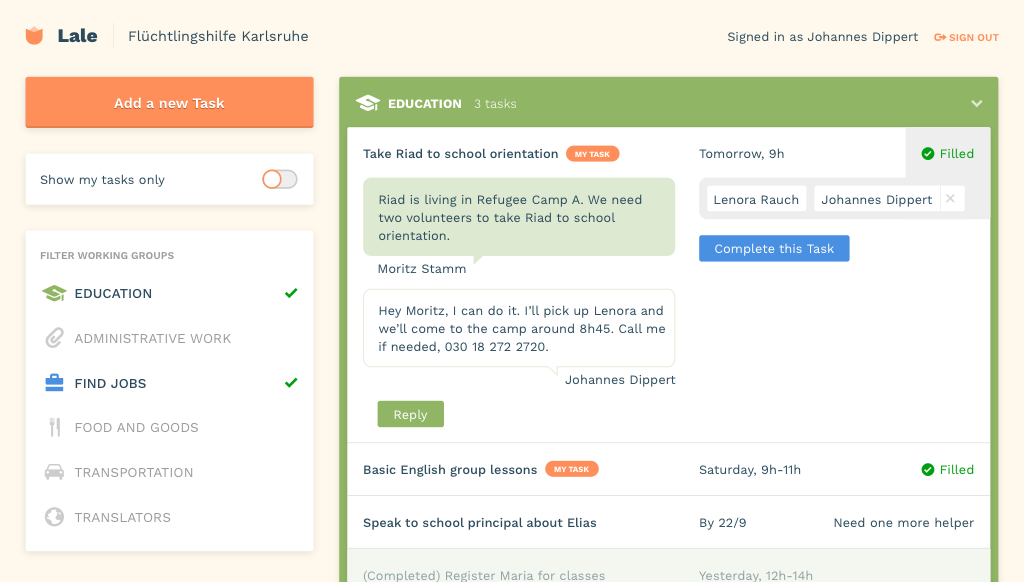 Lale
Flüchtlingshilfe Karlsruhe
Signed in as Johannes Dippert
SIGN OUT
Add a new Task
Show my tasks only
FILTER WORKING GROUPS
EDUCATION
ADMINISTRATIVE WORK
FIND JOBS
FOOD AND GOODS
TRANSPORTATION
TRANSLATORS
EDUCATION 3 tasks
Take Riad to school orientation MY TASK Tomorrow, 9h Filled
Riad is living in Refugee Camp A. We need
two volunteers to take Riad to school
orientation.
Moritz Stamm
Lenora Rauch Johannes Dippert
Complete this Task
Hey Moritz, I can do it. I’ll pick up Lenora and
we’ll come to the camp around 8h45. Call me
if needed, 030 18 272 2720.
Johannes Dippert
Reply
Basic English group lessons MY TASK Saturday, 9h-11h Filled
Speak to school principal about Elias By 22/9 Need one more helper
(Completed) Register Maria for classes Yesterday, 12h-14h